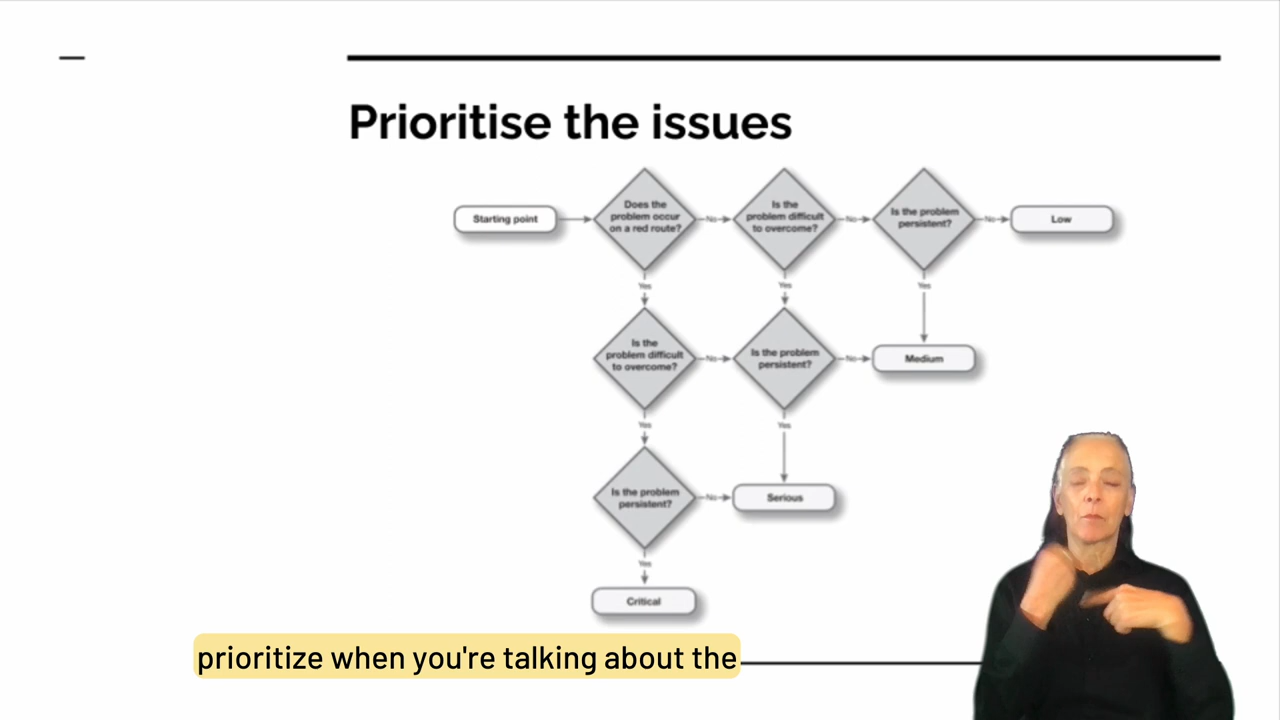 Prioritise the issues
Starting point
Does the
problem occur
on a red route?
No
Is the
problem difficult
to overcome?
No
Is the problem
persistent?
No
Low
Yes
Yes
Yes
Is the
problem difficult
to overcome?
No
Is the problem
persistent?
No
Medium
Yes
Yes
Is the problem
persistent?
No
Serious
Yes
Critical
prioritize when you're talking about the